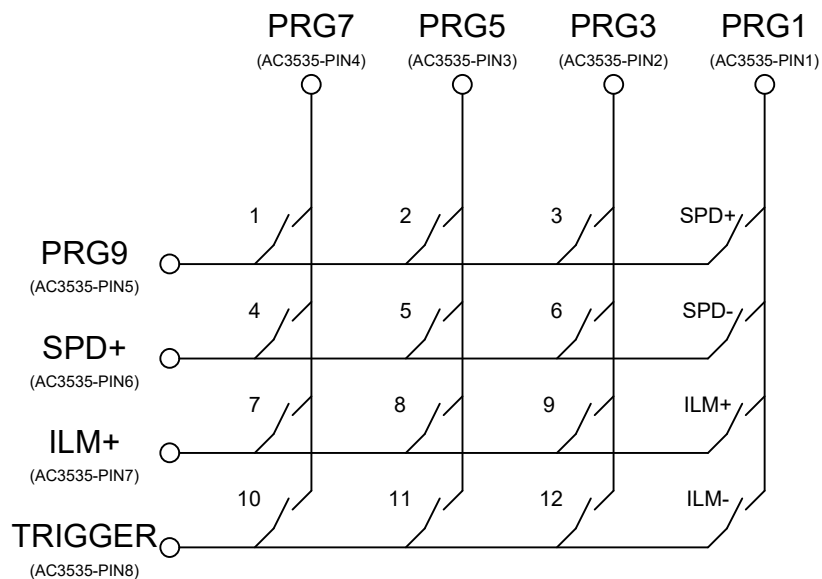 PRG7 PRG5 PRG3 PRG1
(AC3535-PIN4) (AC3535-PIN3) (AC3535-PIN2) (AC3535-PIN1)
1 2 3 SPD+
PRG9
(AC3535-PIN5)
4 5 6 SPD-
SPD+
(AC3535-PIN6)
7 8 9 ILM+
ILM+
(AC3535-PIN7)
10 11 12 ILM-
TRIGGER
(AC3535-PIN8)